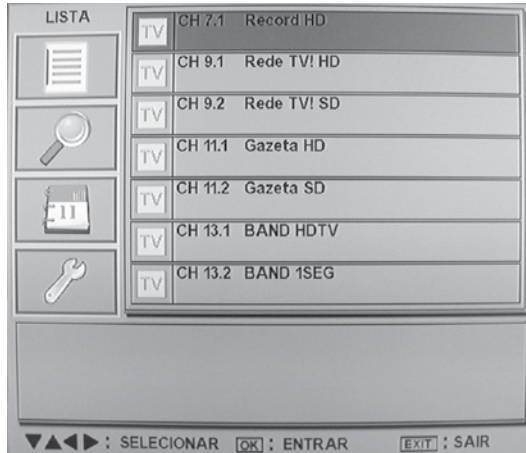 LISTA
TV CH 7.1 Record HD
TV CH 9.1 Rede TV! HD
TV CH 9.2 Rede TV! SD
TV CH 11.1 Gazeta HD
TV CH 11.2 Gazeta SD
TV CH 13.1 BAND HDTV
TV CH 13.2 BAND 1SEG
11
▼▲◀▶: SELECIONAR OK: ENTRAR EXIT: SAIR